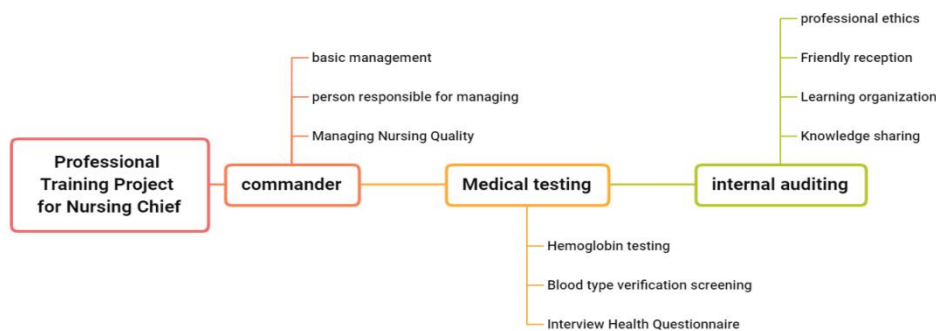 Professional
Training Project
for Nursing Chief
commander
basic management
person responsible for managing
Managing Nursing Quality
Medical testing
Hemoglobin testing
Blood type verification screening
Interview Health Questionnaire
internal auditing
professional ethics
Friendly reception
Learning organization
Knowledge sharing